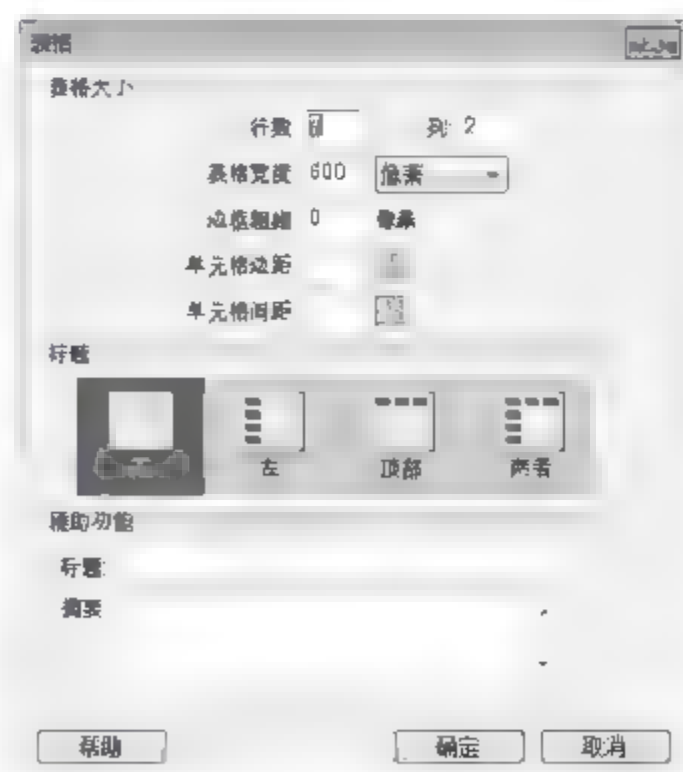 表格
表格大小
行数 列: 2
表格宽度 600 像素
边框粗细 0 像素
单元格边距
单元格间距
标题
左 顶部 两者
辅助功能
标题:
摘要
帮助 确定 取消